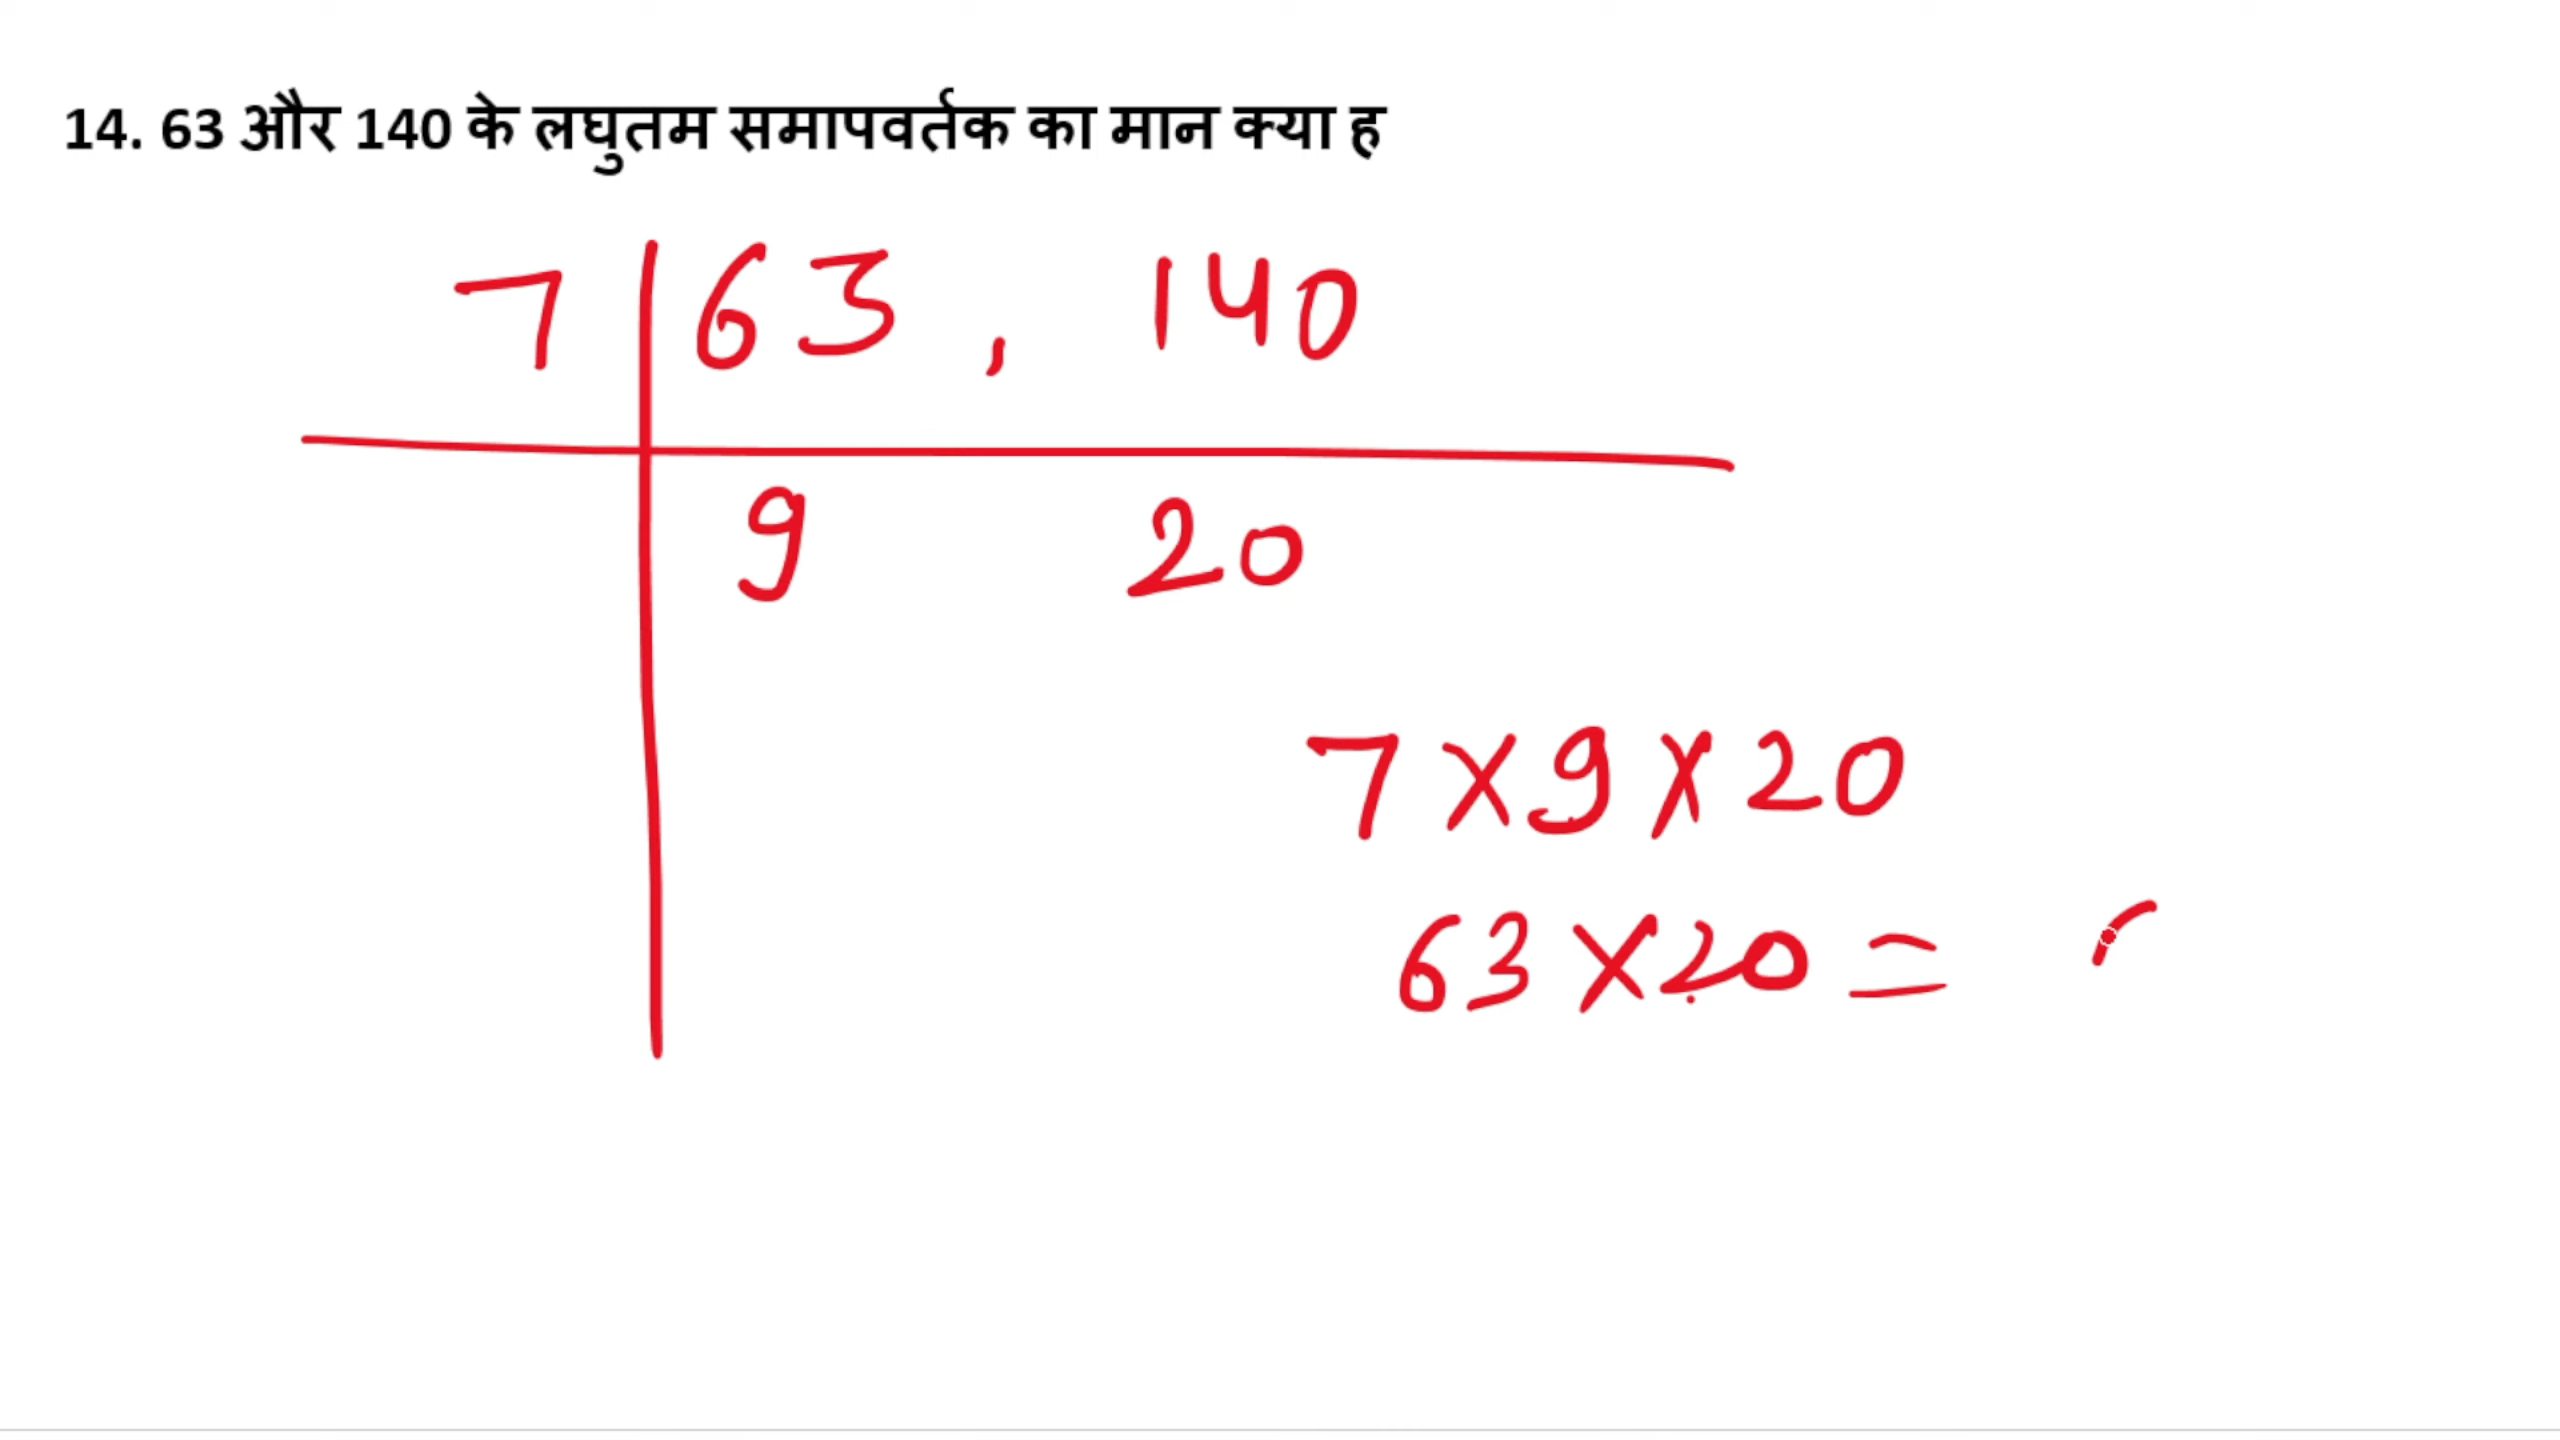 14. 63 और 140 के लघुतम समापवर्तक का मान क्या ह
7 63, 140
9 20
7×9×20
63×20=